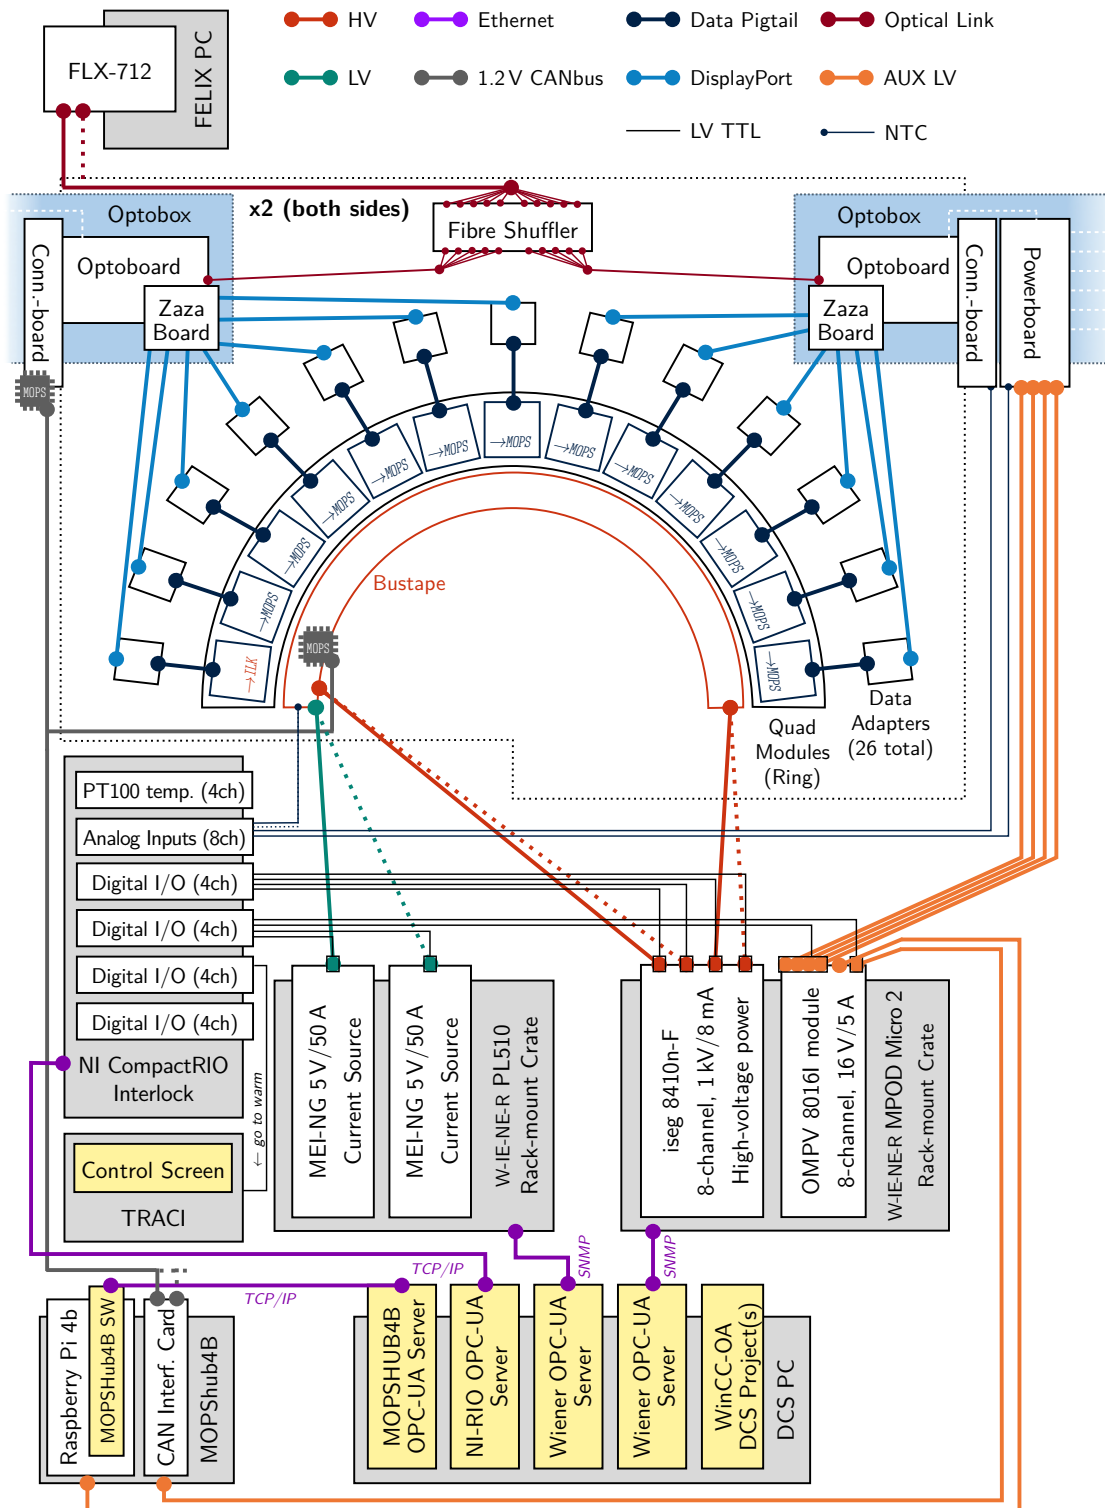 HV
Ethernet
Data Pigtail
Optical Link
LV
1.2 V CANbus
DisplayPort
AUX LV
LV TTL
NTC
FLX-712
FELIX PC
x2 (both sides)
Optobox
Optoboard
Conn.-board
Zaza
Board
MOPS
Fibre Shuffler
Optobox
Optoboard
Conn.-board
Powerboard
Zaza
Board
→ILK
→MOPS
→MOPS
→MOPS
→MOPS
→MOPS
→MOPS
→MOPS
→MOPS
→MOPS
→MOPS
→MOPS
→MOPS
Bustape
MOPS
Quad
Modules
(Ring)
Data
Adapters
(26 total)
PT100 temp. (4ch)
Analog Inputs (8ch)
Digital I/O (4ch)
Digital I/O (4ch)
Digital I/O (4ch)
Digital I/O (4ch)
NI CompactRIO
Interlock
← go to warm
Control Screen
TRACI
MEI-NG 5 V/50 A
Current Source
MEI-NG 5 V/50 A
Current Source
W-IE-NE-R PL510
Rack-mount Crate
iseg 8410n-F
8-channel, 1 kV/8 mA
High-voltage power
OMPV 8016I module
8-channel, 16 V/5 A
W-IE-NE-R MPOD Micro 2
Rack-mount Crate
TCP/IP
SNMP
SNMP
TCP/IP
Raspberry Pi 4b
MOPSHub4B SW
CAN Interf. Card
MOPShub4B
MOPSHUB4B
OPC-UA Server
NI-RIO OPC-UA
Server
Wiener OPC-UA
Server
Wiener OPC-UA
Server
WinCC-OA
DCS Project(s)
DCS PC